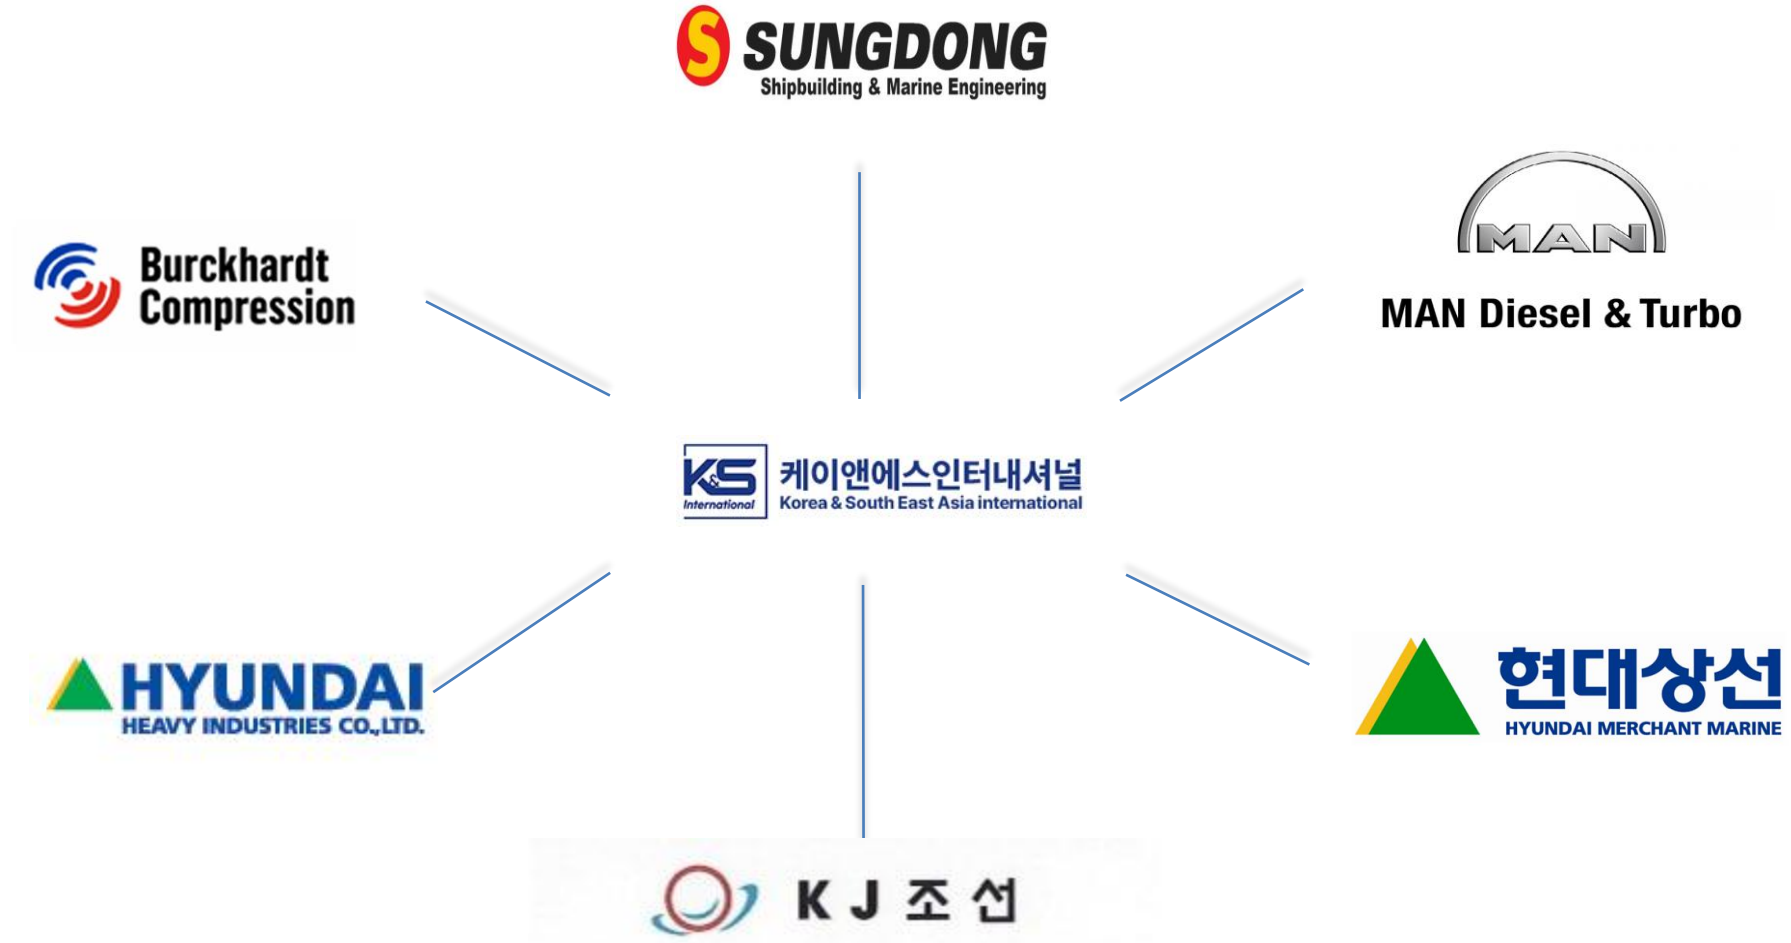 S SUNGDONG
Shipbuilding & Marine Engineering
MAN
MAN Diesel & Turbo
Burckhardt
Compression
K&S
International
케이앤에스인터내셔널
Korea & South East Asia international
HYUNDAI
HEAVY INDUSTRIES CO.,LTD.
현대상선
HYUNDAI MERCHANT MARINE
KJ조선